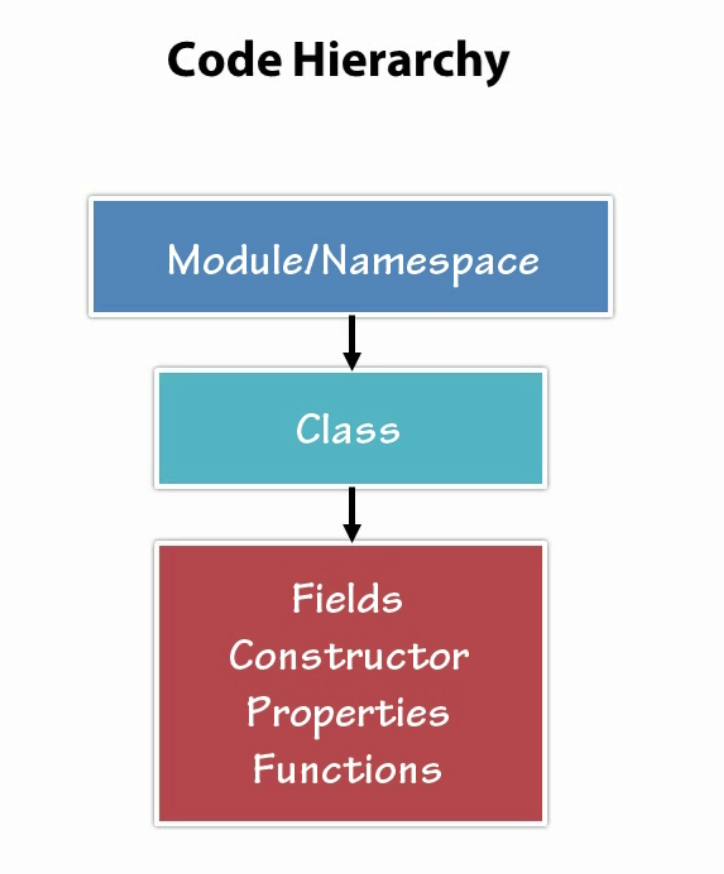 Code Hierarchy
Module/Namespace
Class
Fields
Constructor
Properties
Functions